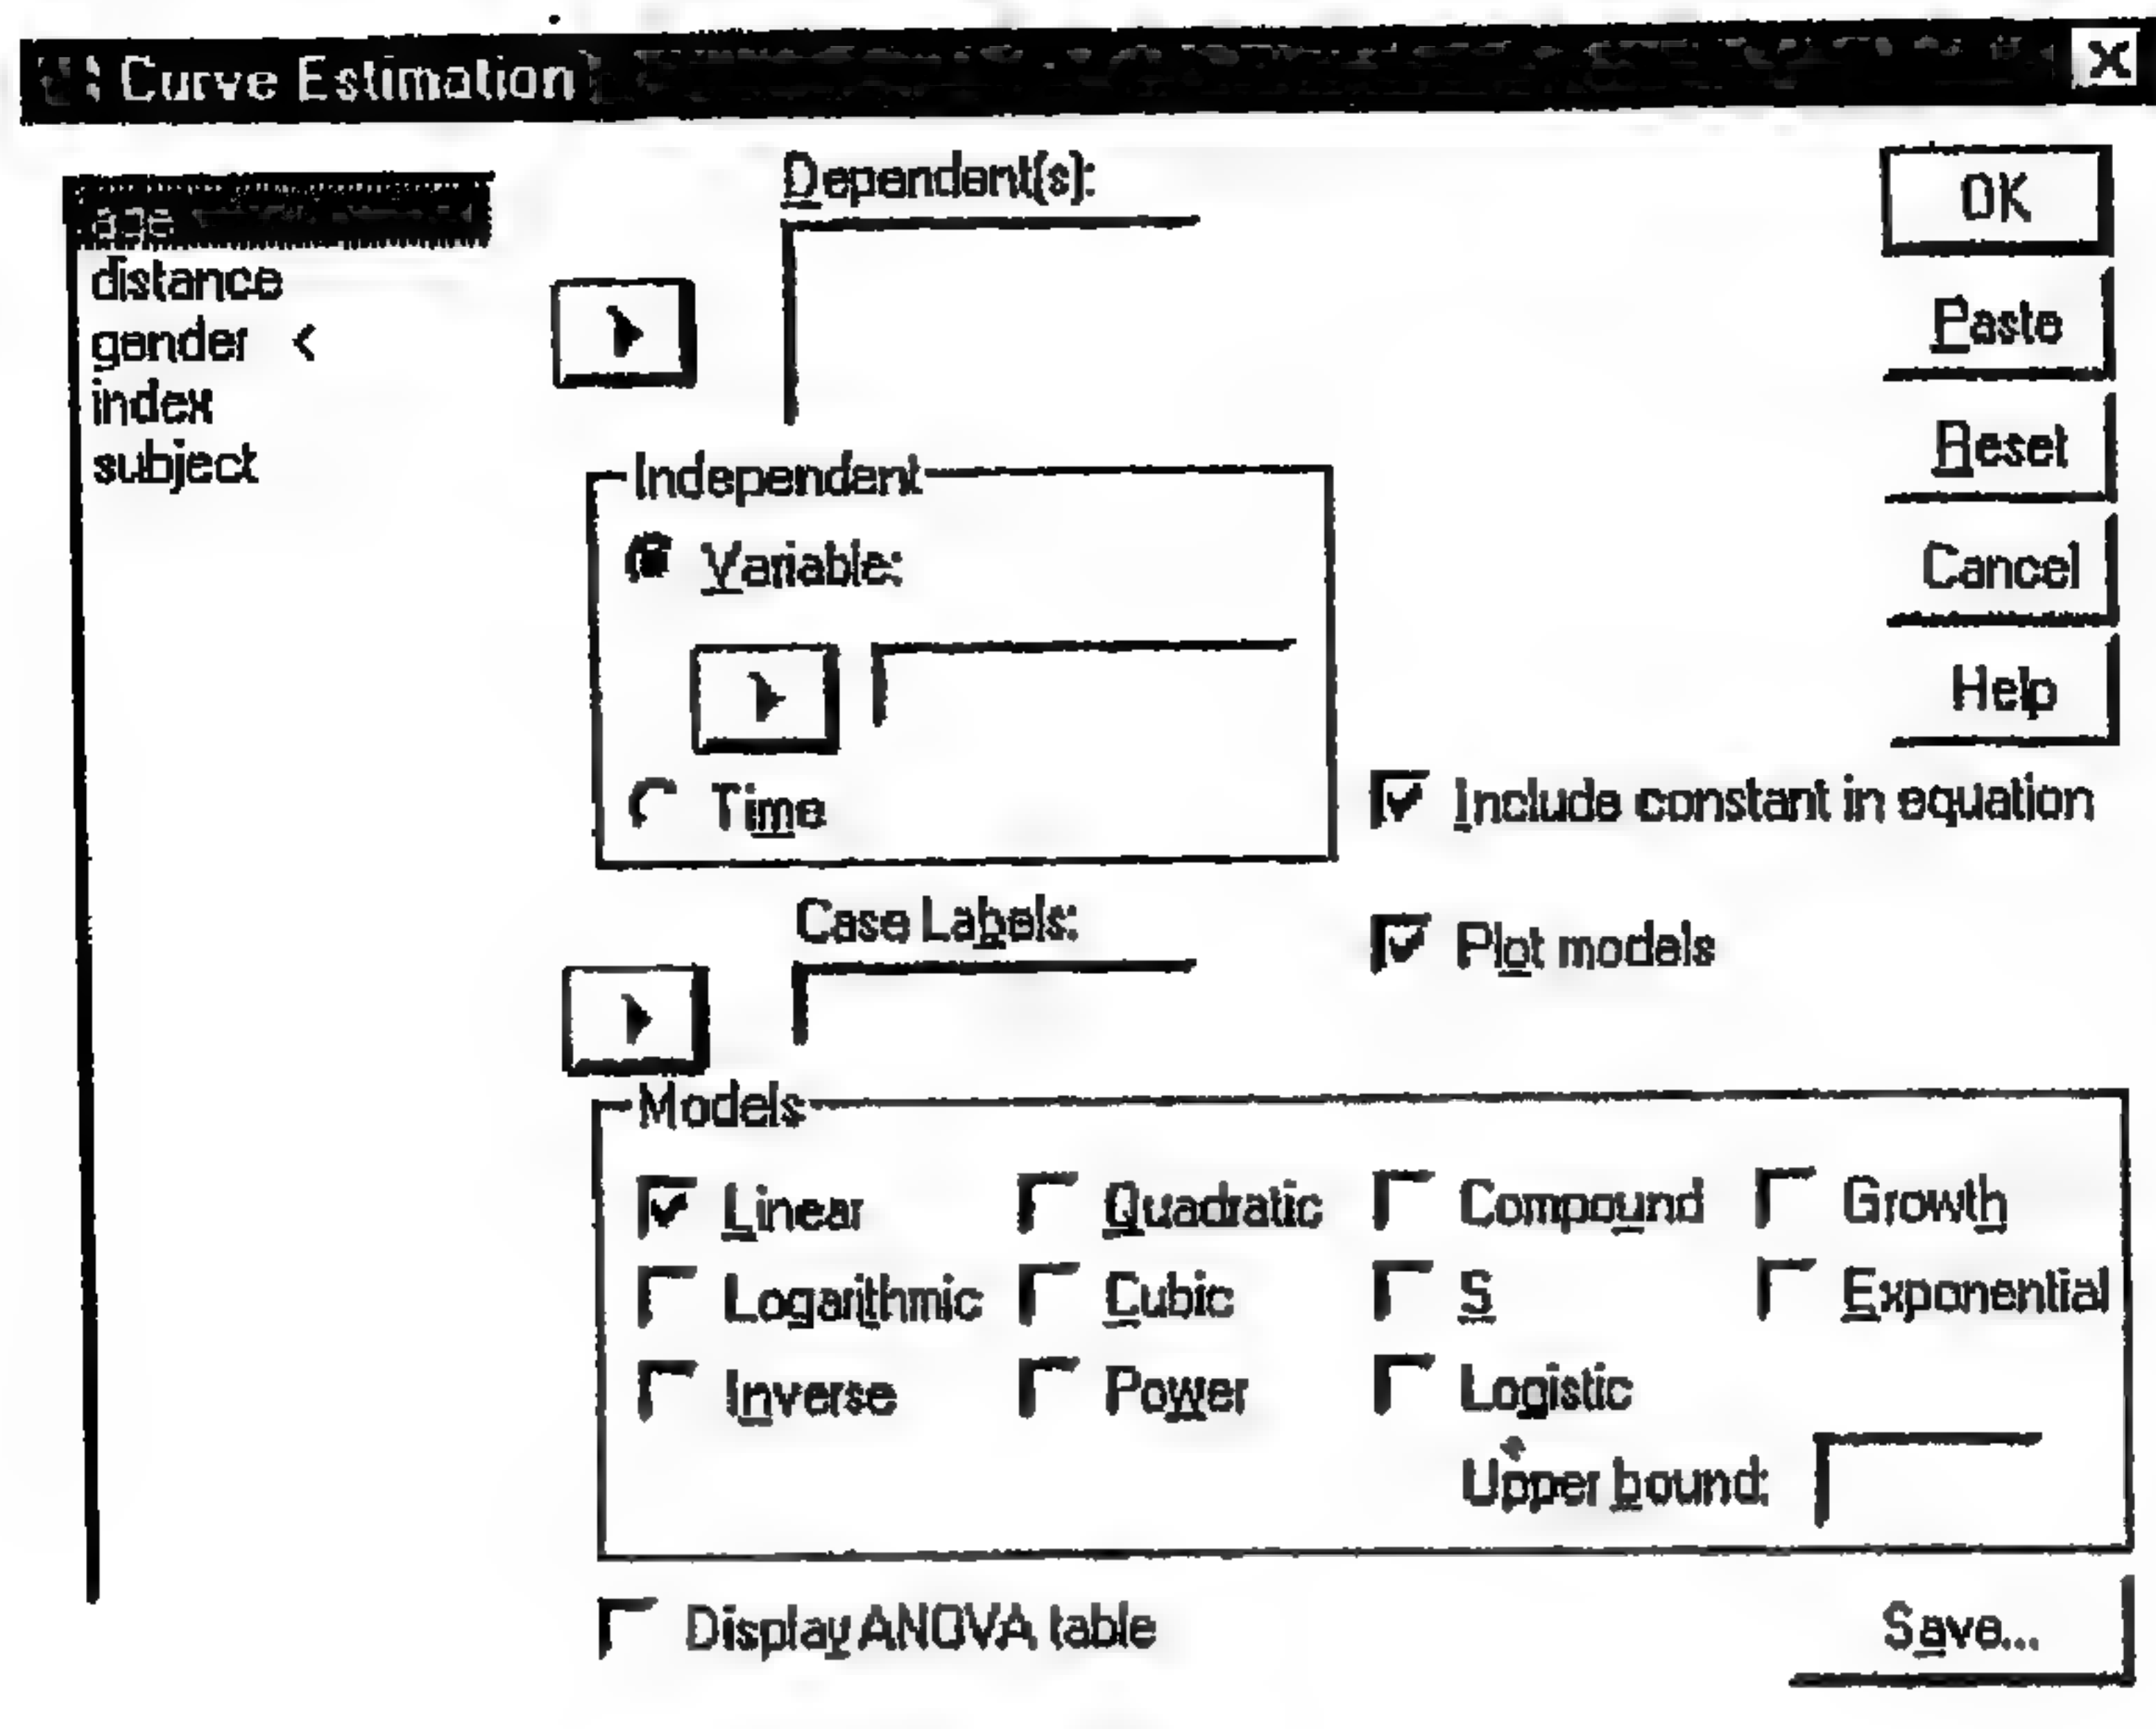 Curve Estimation
age
distance
gender <
index
subject
Dependent(s):
Independent
Variable:
Time
Case Labels:
OK
Paste
Reset
Cancel
Help
Include constant in equation
Plot models
Models
Linear Quadratic Compound Growth
Logarithmic Cubic S Exponential
Inverse Power Logistic
Upper bound:
Display ANOVA table
Save...